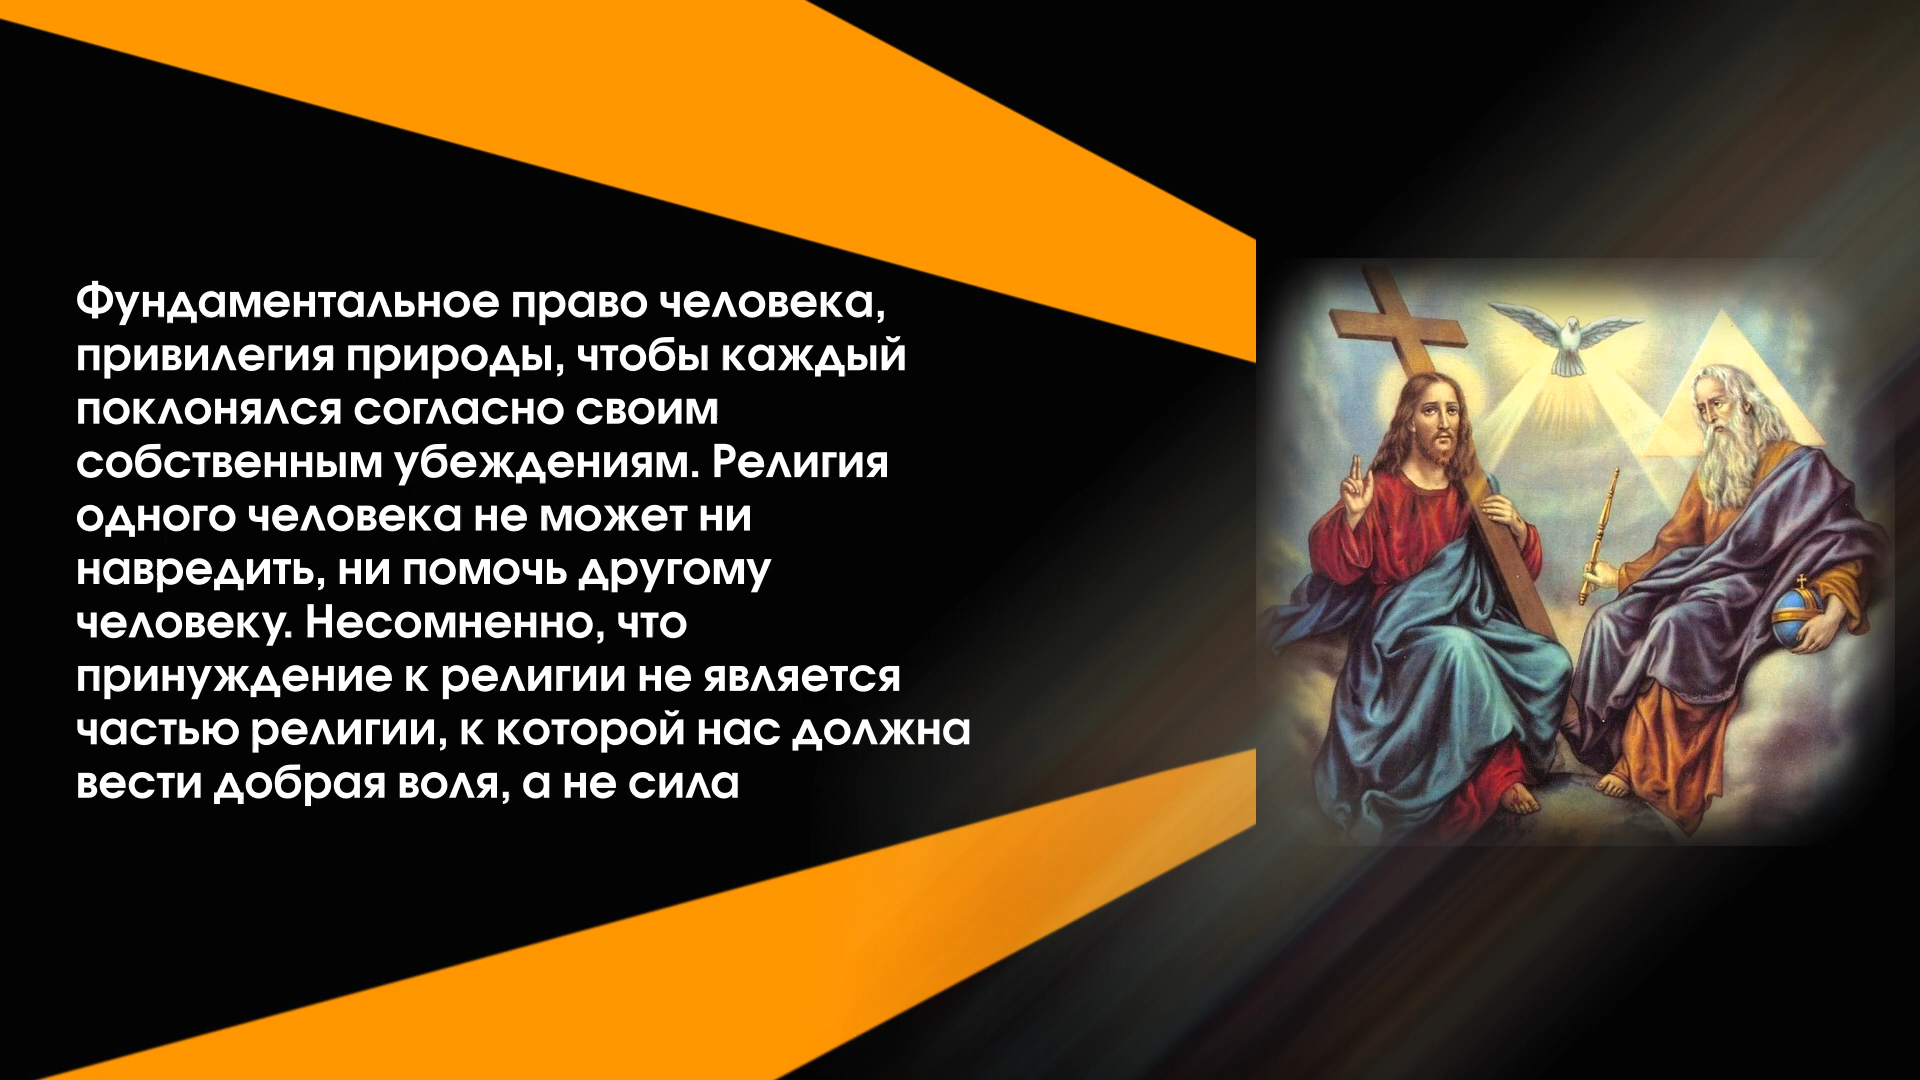 Фундаментальное право человека,
привилегия природы, чтобы каждый
поклонялся согласно своим
собственным убеждениям. Религия
одного человека не может ни
навредить, ни помочь другому
человеку. Несомненно, что
принуждение к религии не является
частью религии, к которой нас должна
вести добрая воля, а не сила